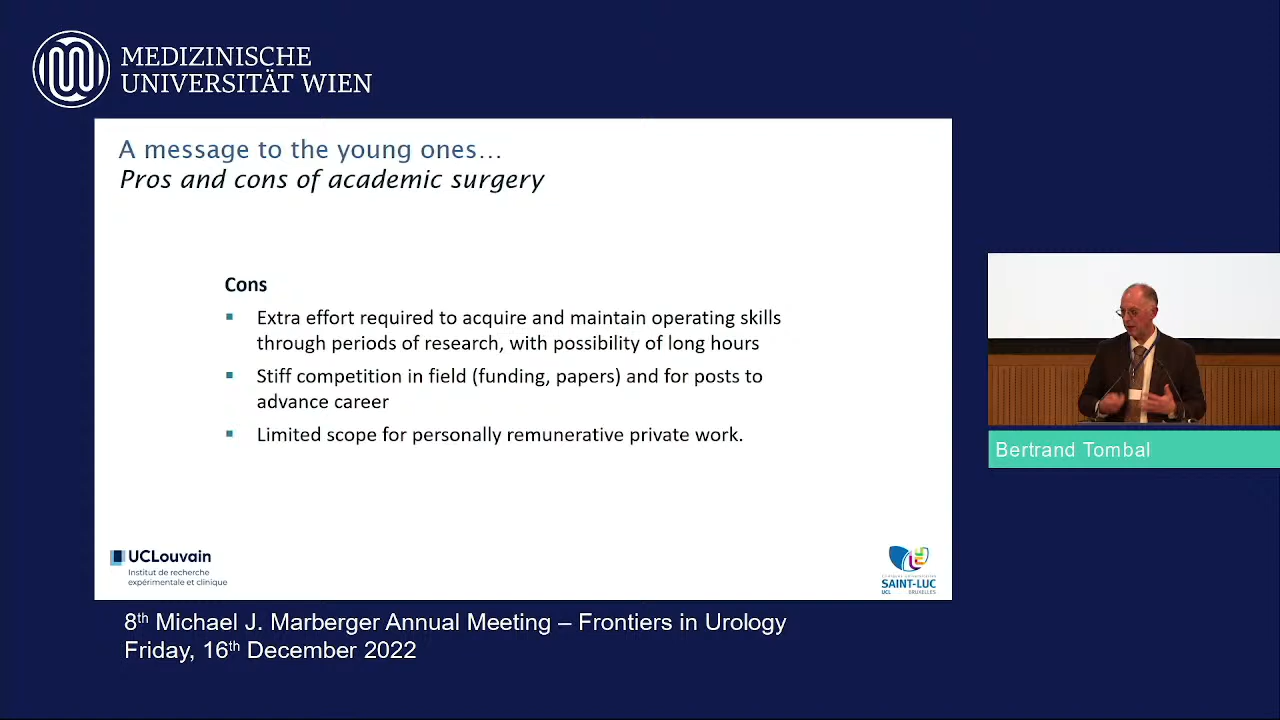 MEDIZINISCHE
UNIVERSITÄT WIEN
A message to the young ones…
Pros and cons of academic surgery
Cons
▪ Extra effort required to acquire and maintain operating skills
through periods of research, with possibility of long hours
▪ Stiff competition in field (funding, papers) and for posts to
advance career
▪ Limited scope for personally remunerative private work.
UCLouvain
Institut de recherche
expérimentale et clinique
SAINT-LUC
UCL BRUXELLES
Bertrand Tombal
8th Michael J. Marberger Annual Meeting – Frontiers in Urology
Friday, 16th December 2022